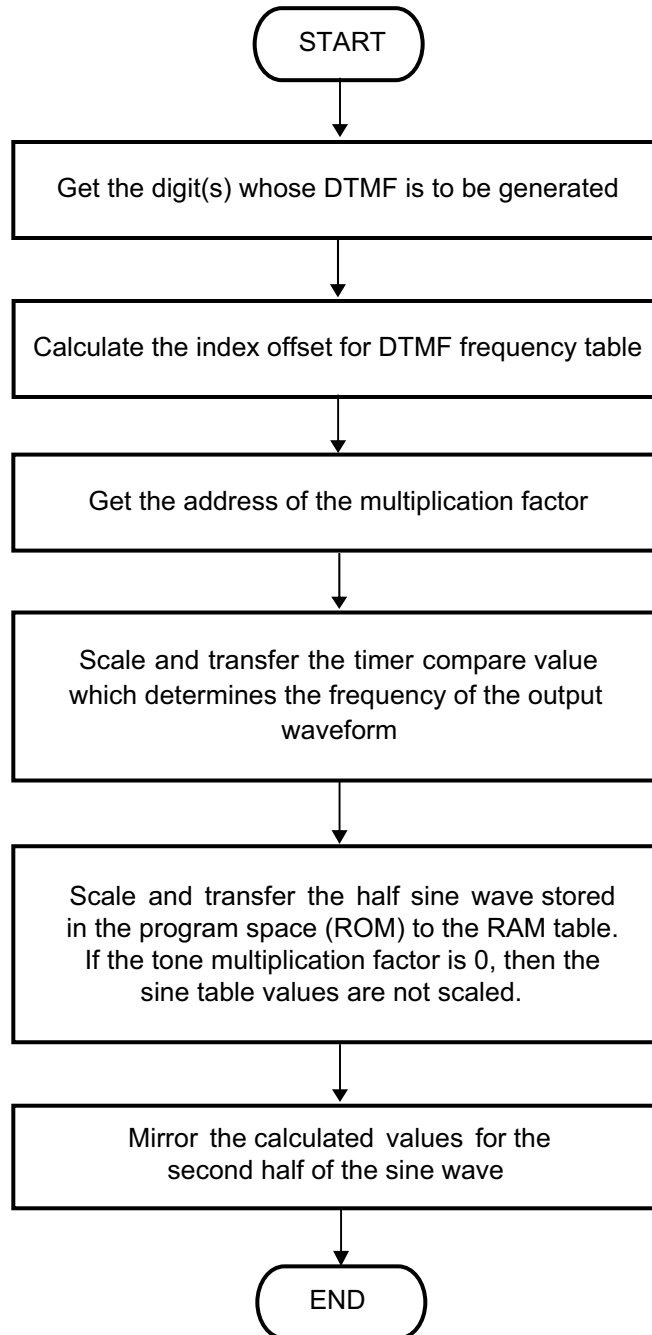 START
Get the digit(s) whose DTMF is to be generated
Calculate the index offset for DTMF frequency table
Get the address of the multiplication factor
Scale and transfer the timer compare value
which determines the frequency of the output
waveform
Scale and transfer the half sine wave stored
in the program space (ROM) to the RAM table.
If the tone multiplication factor is 0, then the
sine table values are not scaled.
Mirror the calculated values for the
second half of the sine wave
END